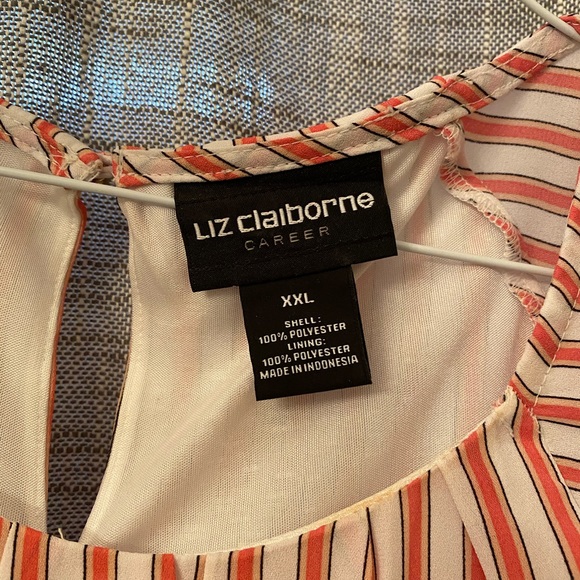 Liz claiborne
CAREER
XXL
SHELL:
100% POLYESTER
LINING:
100% POLYESTER
MADE IN INDONESIA